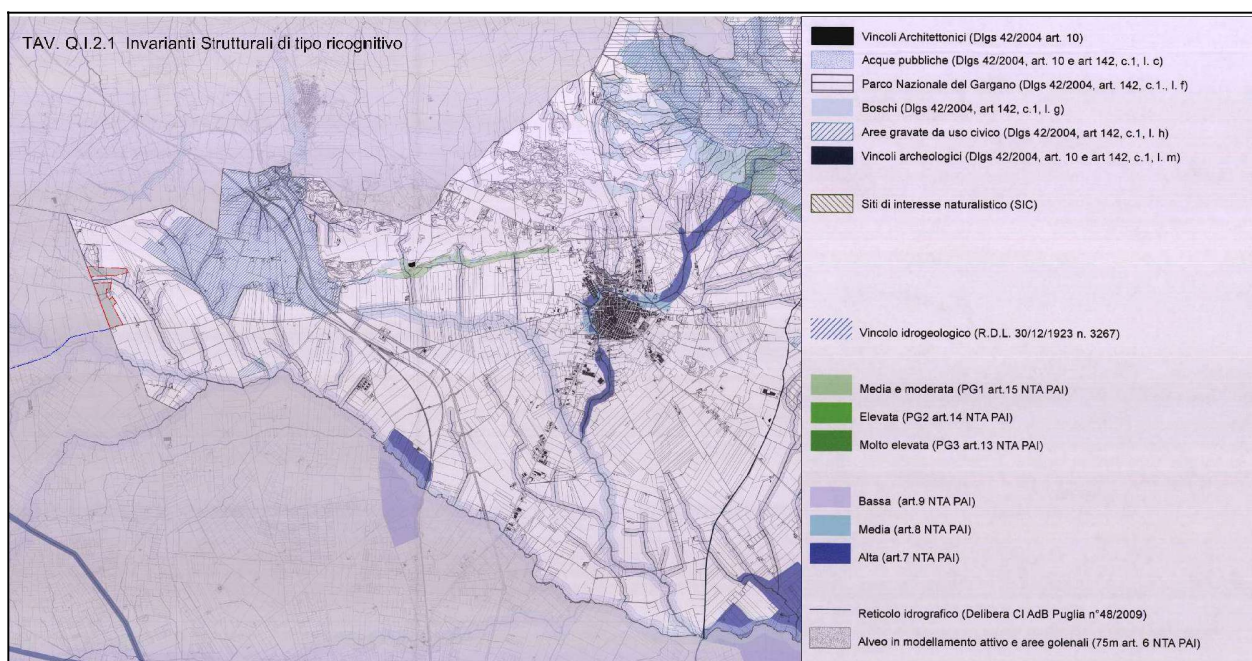 TAV. Q.I.2.1 Invarianti Strutturali di tipo ricognitivo
Vincoli Architettonici (Dlgs 42/2004 art. 10)
Acque pubbliche (Dlgs 42/2004, art. 10 e art 142, c.1, l. c)
Parco Nazionale del Gargano (Dlgs 42/2004, art. 142, c.1., l. f)
Boschi (Dlgs 42/2004, art 142, c.1, l. g)
Aree gravate da uso civico (Dlgs 42/2004, art 142, c.1, l. h)
Vincoli archeologici (Dlgs 42/2004, art. 10 e art 142, c.1, l. m)
Siti di interesse naturalistico (SIC)
Vincolo idrogeologico (R.D.L. 30/12/1923 n. 3267)
Media e moderata (PG1 art.15 NTA PAI)
Elevata (PG2 art.14 NTA PAI)
Molto elevata (PG3 art.13 NTA PAI)
Bassa (art.9 NTA PAI)
Media (art.8 NTA PAI)
Alta (art.7 NTA PAI)
Reticolo idrografico (Delibera CI AdB Puglia n°48/2009)
Alveo in modellamento attivo e aree golenali (75m art. 6 NTA PAI)